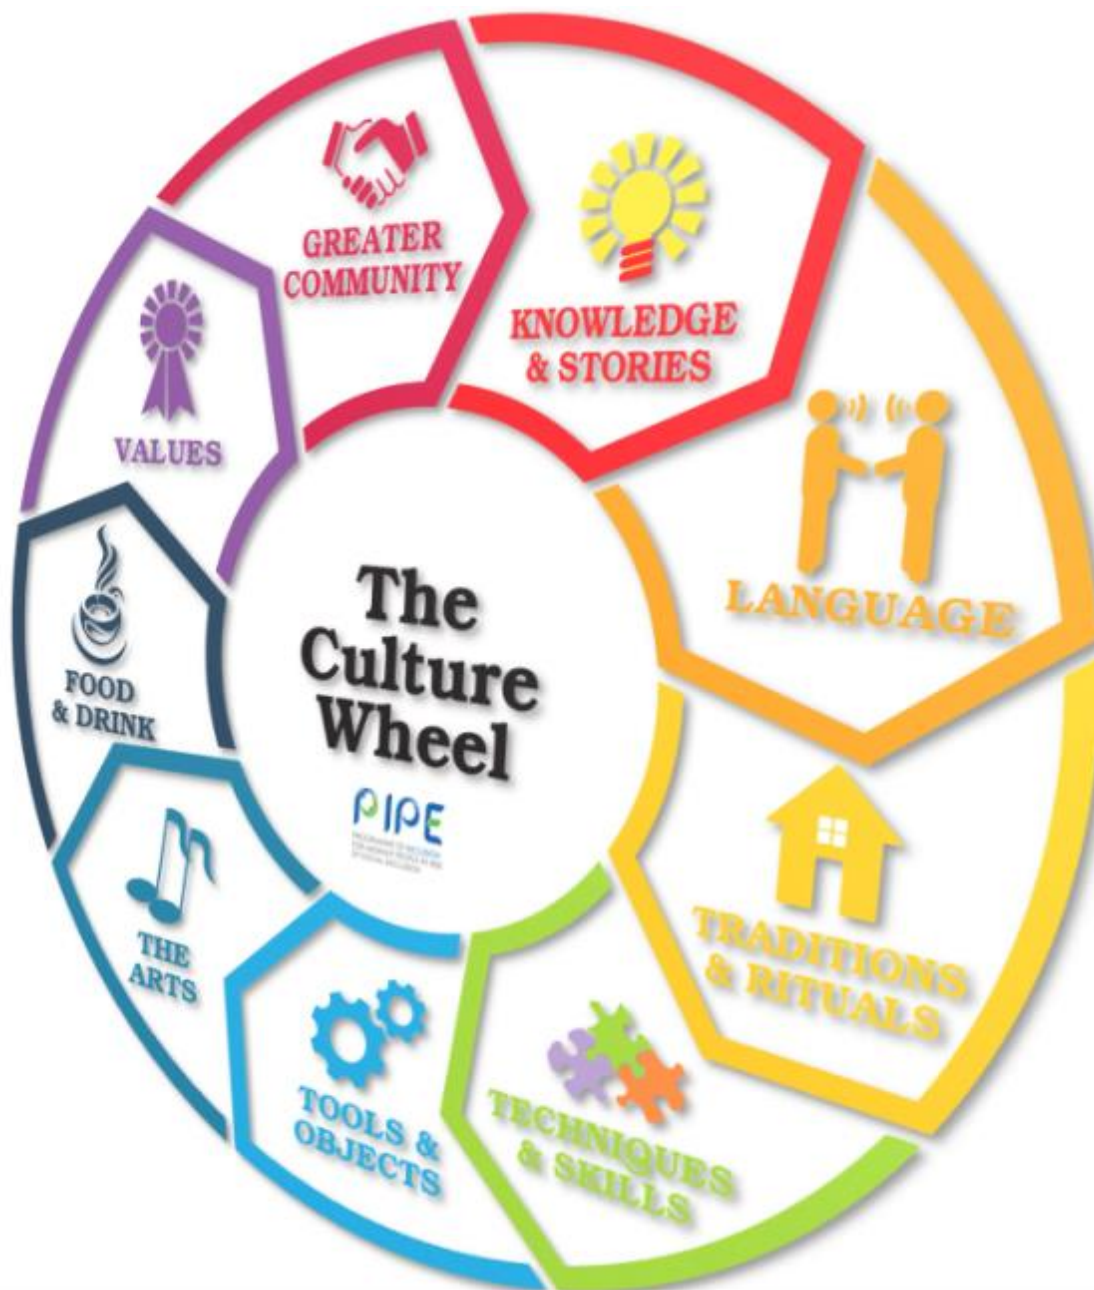 The
Culture
Wheel
PIPE
GREATER
COMMUNITY
KNOWLEDGE
& STORIES
LANGUAGE
TRADITIONS
& RITUALS
TECHNIQUES
& SKILLS
TOOLS &
OBJECTS
THE
ARTS
FOOD
& DRINK
VALUES